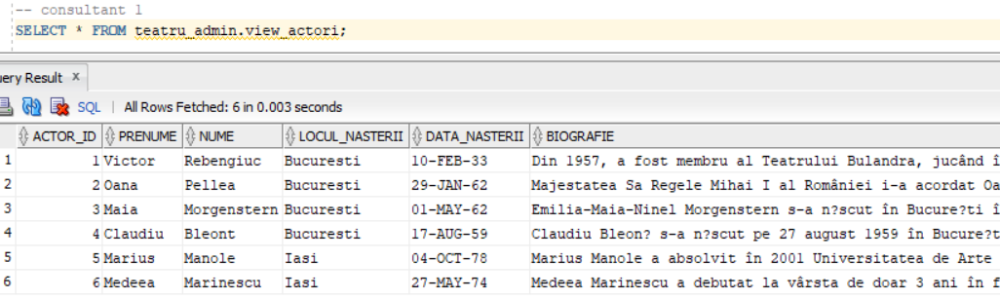 -- consultant 1
SELECT * FROM teatru_admin.view_actori;
uery Result x
SQL | All Rows Fetched: 6 in 0.003 seconds
ACTOR_ID PRENUME NUME LOCUL_NASTERII DATA_NASTERII BIOGRAFIE
1 1 Victor Rebengiuc Bucuresti 10-FEB-33 Din 1957, a fost membru al Teatrului Bulandra, jucând î
2 2 Oana Pellea Bucuresti 29-JAN-62 Majestatea Sa Regele Mihai I al României i-a acordat Oa
3 3 Maia Morgenstern Bucuresti 01-MAY-62 Emilia-Maia-Ninel Morgenstern s-a n?scut în Bucure?ti î
4 4 Claudiu Bleont Bucuresti 17-AUG-59 Claudiu Bleon? s-a n?scut pe 27 august 1959 în Bucure?t
5 5 Marius Manole Iasi 04-OCT-78 Marius Manole a absolvit în 2001 Universitatea de Arte
6 6 Medeea Marinescu Iasi 27-MAY-74 Medeea Marinescu a debutat la vârsta de doar 3 ani în f